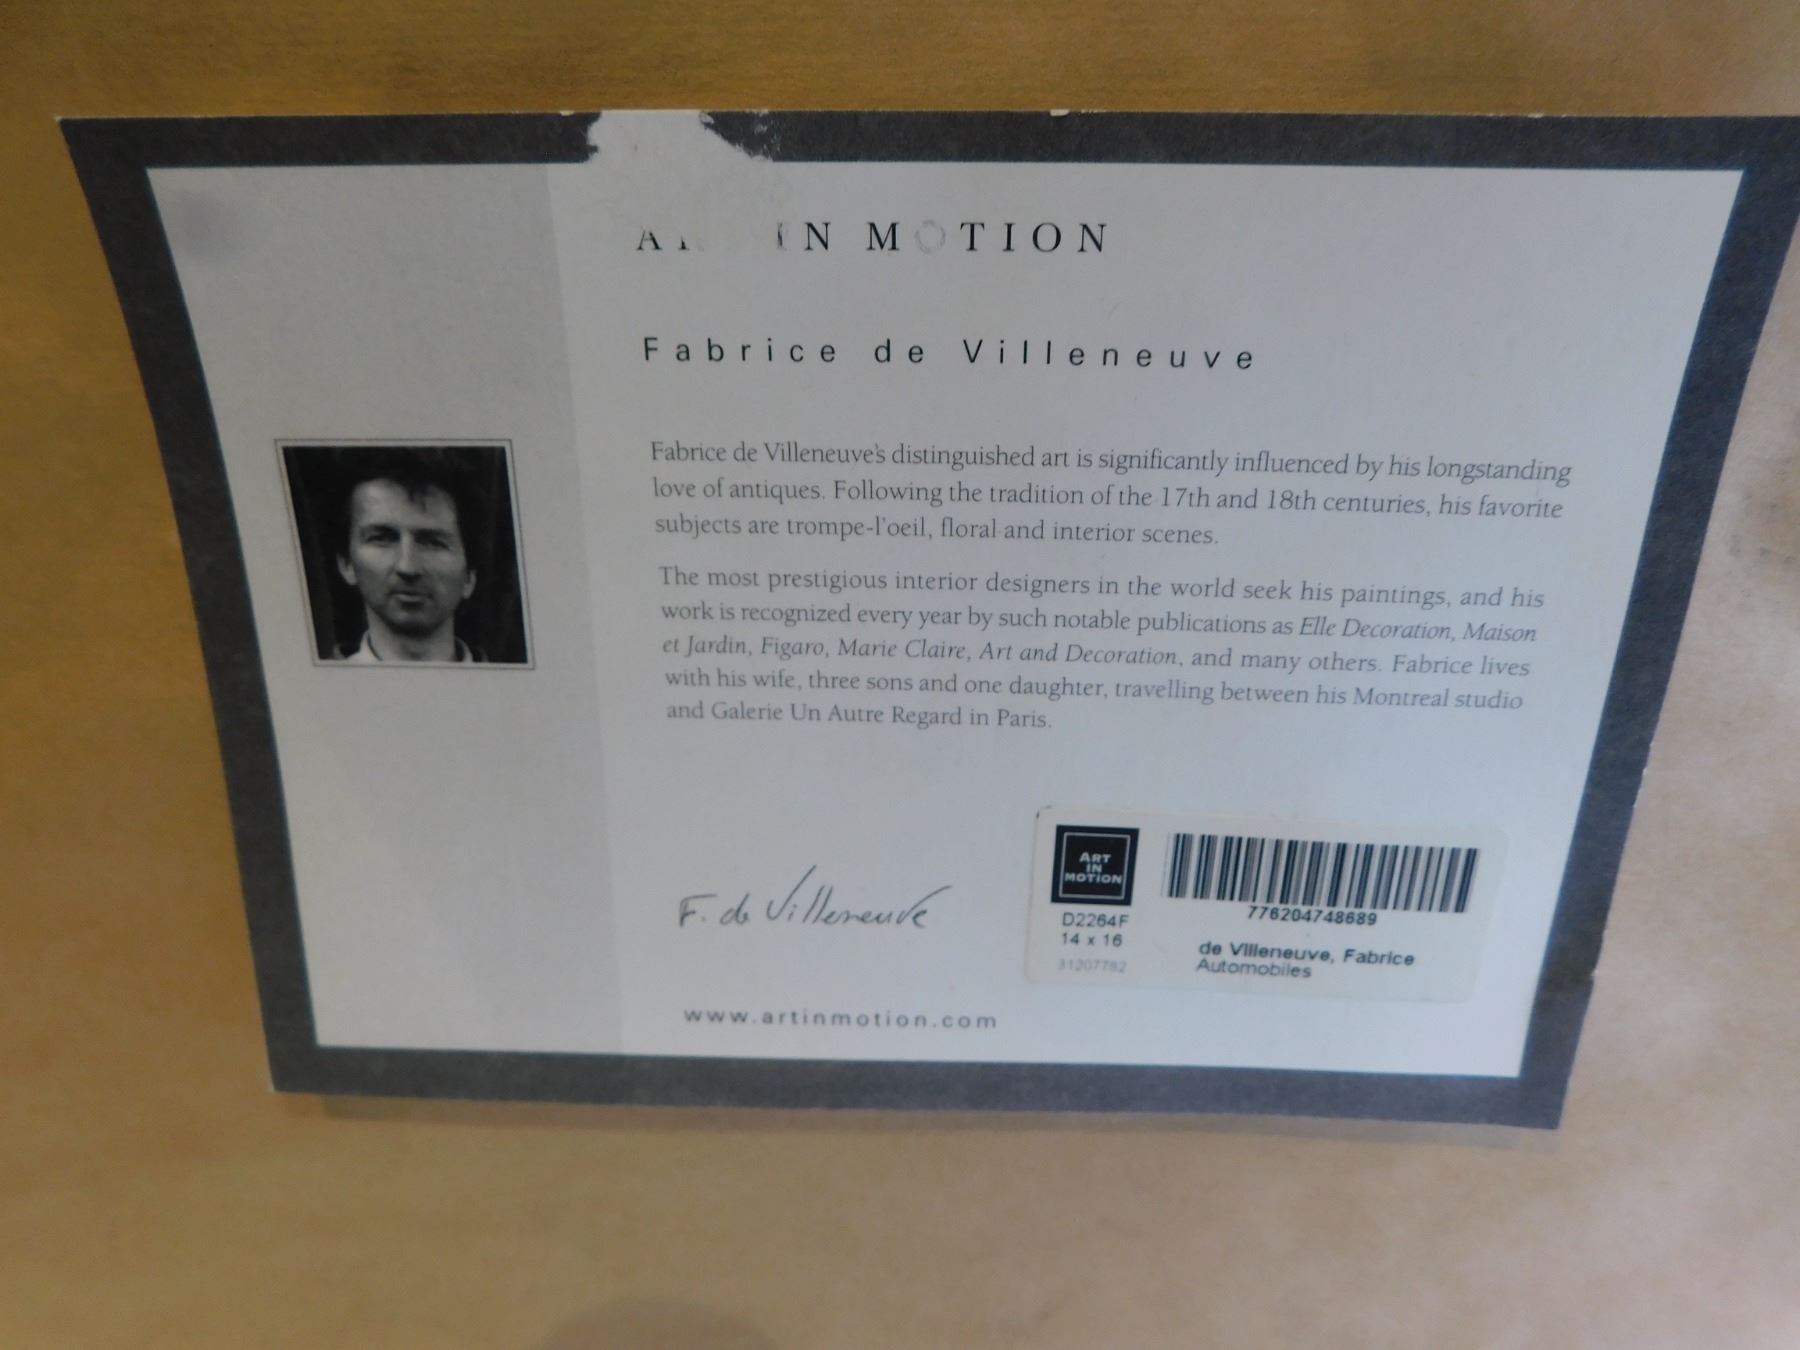 IN MOTION
Fabrice de Villeneuve
Fabrice de Villeneuve's distinguished art is significantly influenced by his longstanding
love of antiques. Following the tradition of the 17th and 18th centuries, his favorite
subjects are trompe-l'oeil, floral and interior scenes.
The most prestigious interior designers in the world seek his paintings, and his
work is recognized every year by such notable publications as Elle Decoration, Maison
et Jardin, Figaro, Marie Claire, Art and Decoration, and many others. Fabrice lives
with his wife, three sons and one daughter, travelling between his Montreal studio
and Galerie Un Autre Regard in Paris.
F. de Villeneuve
ART
IN
MOTION
D2264F
14 x 16
31207782
776204748689
de Villeneuve, Fabrice
Automobiles
www.artinmotion.com